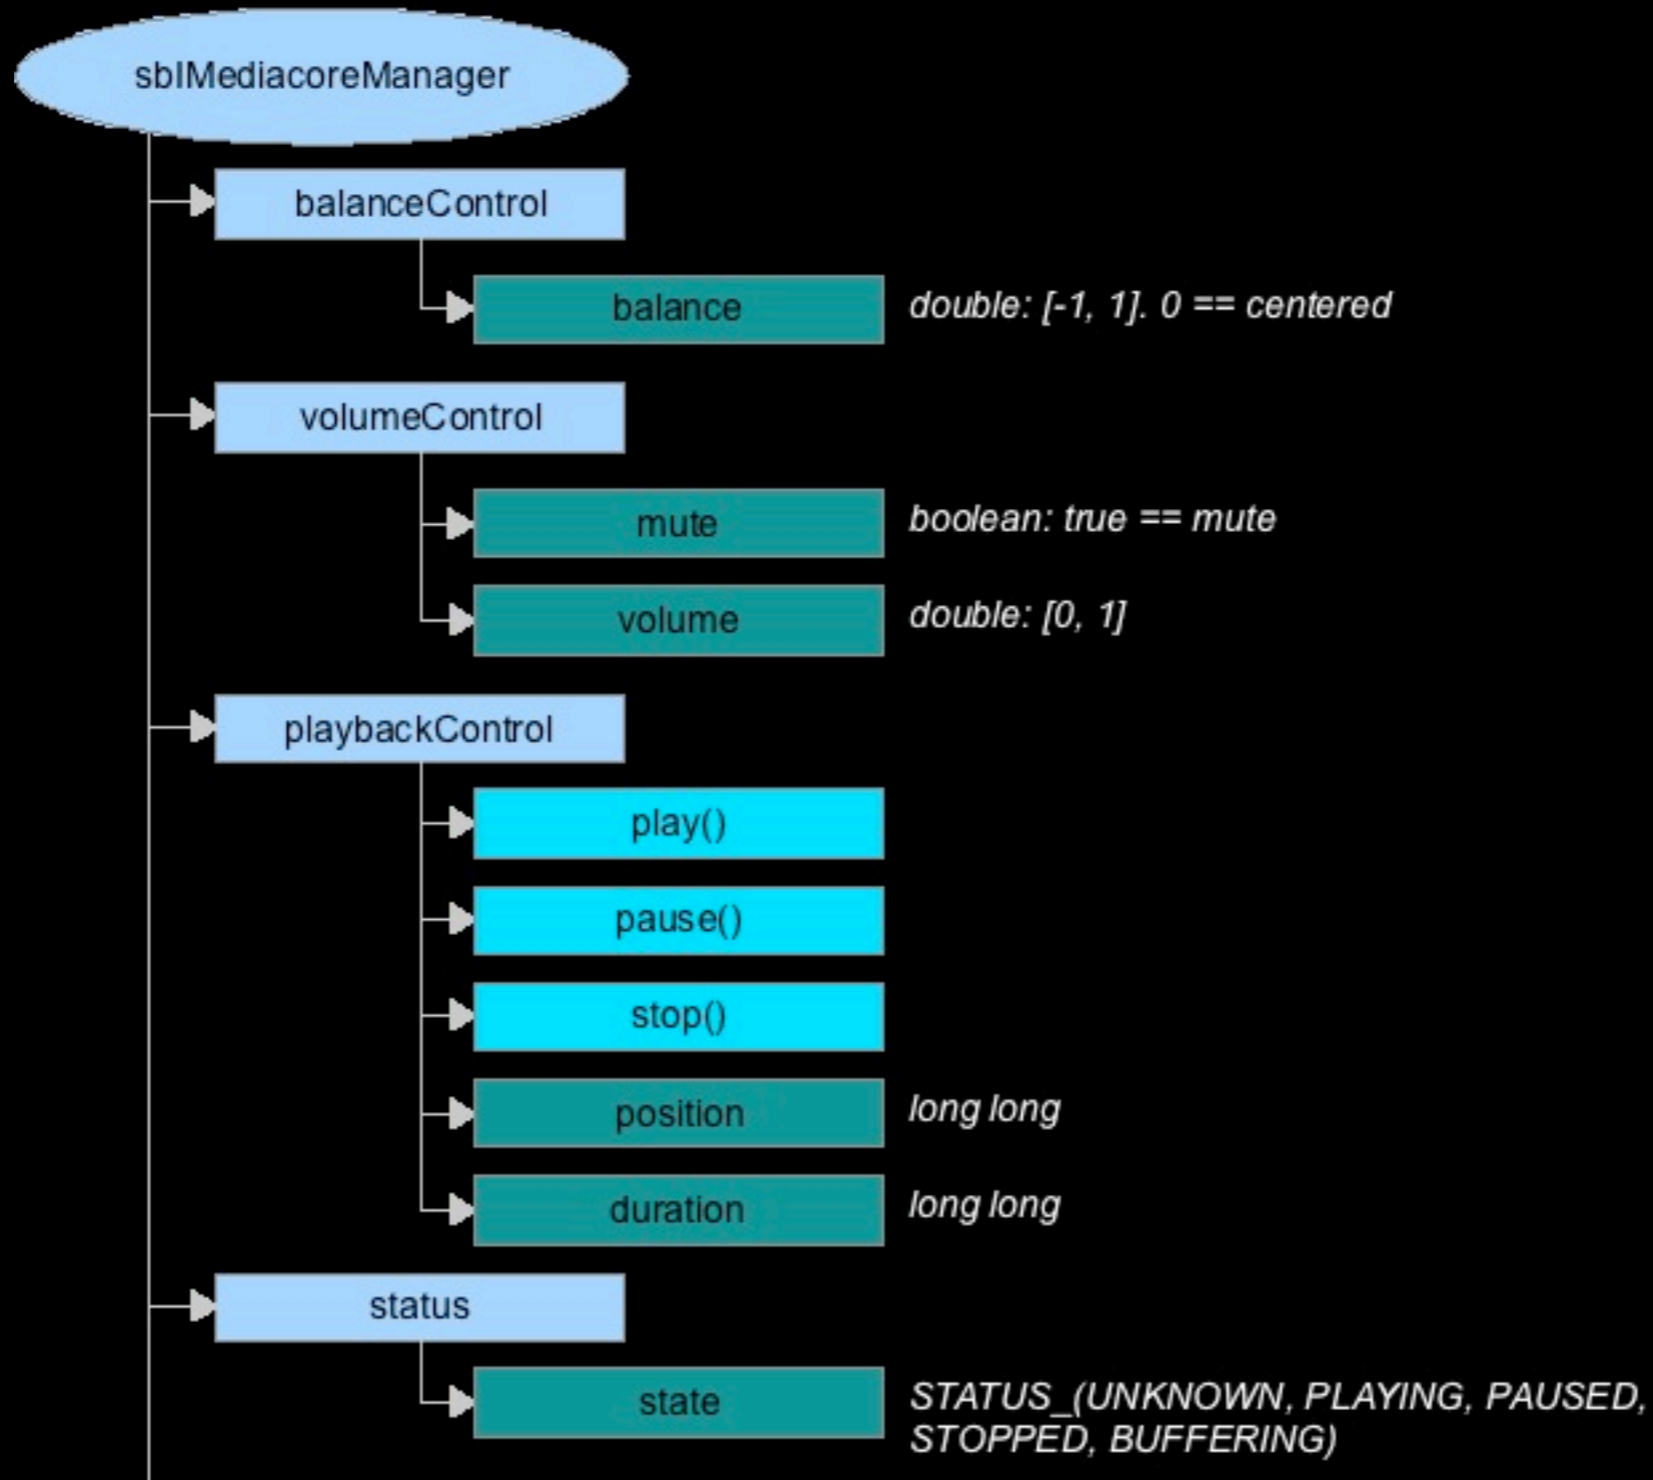 sbIMediacoreManager
balanceControl
balance
double: [-1, 1]. 0 == centered
volumeControl
mute
boolean: true == mute
volume
double: [0, 1]
playbackControl
play()
pause()
stop()
position
long long
duration
long long
status
state
STATUS_(UNKNOWN, PLAYING, PAUSED,
STOPPED, BUFFERING)